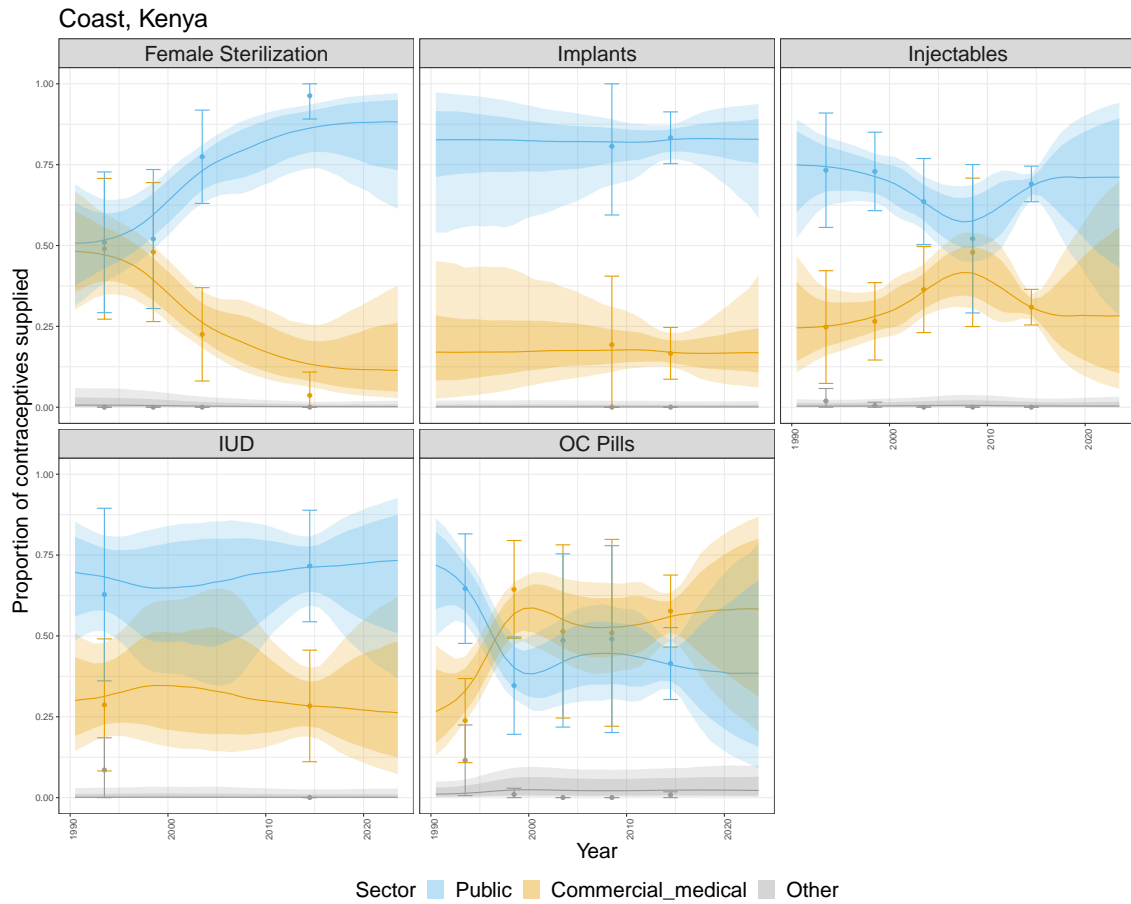 Coast, Kenya
Female Sterilization
Implants
Injectables
1.00
0.75
0.50
0.25
0.00
1990
2000
2010
2020
IUD
OC Pills
1.00
0.75
0.50
0.25
0.00
1990
2000
2010
2020
1990
2000
2010
2020
Proportion of contraceptives supplied
Year
Sector Public Commercial_medical Other